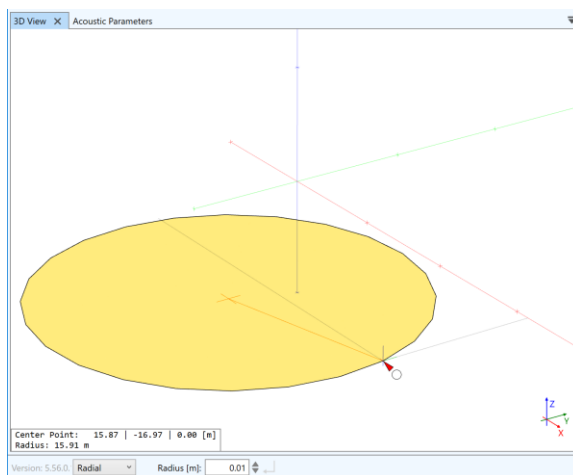 3D View X Acoustic Parameters
Z
Y
X
Center Point: 15.87 | -16.97 | 0.00 [m]
Radius: 15.91 m
Version: 5.56.0. Radial Radius [m]: 0.01